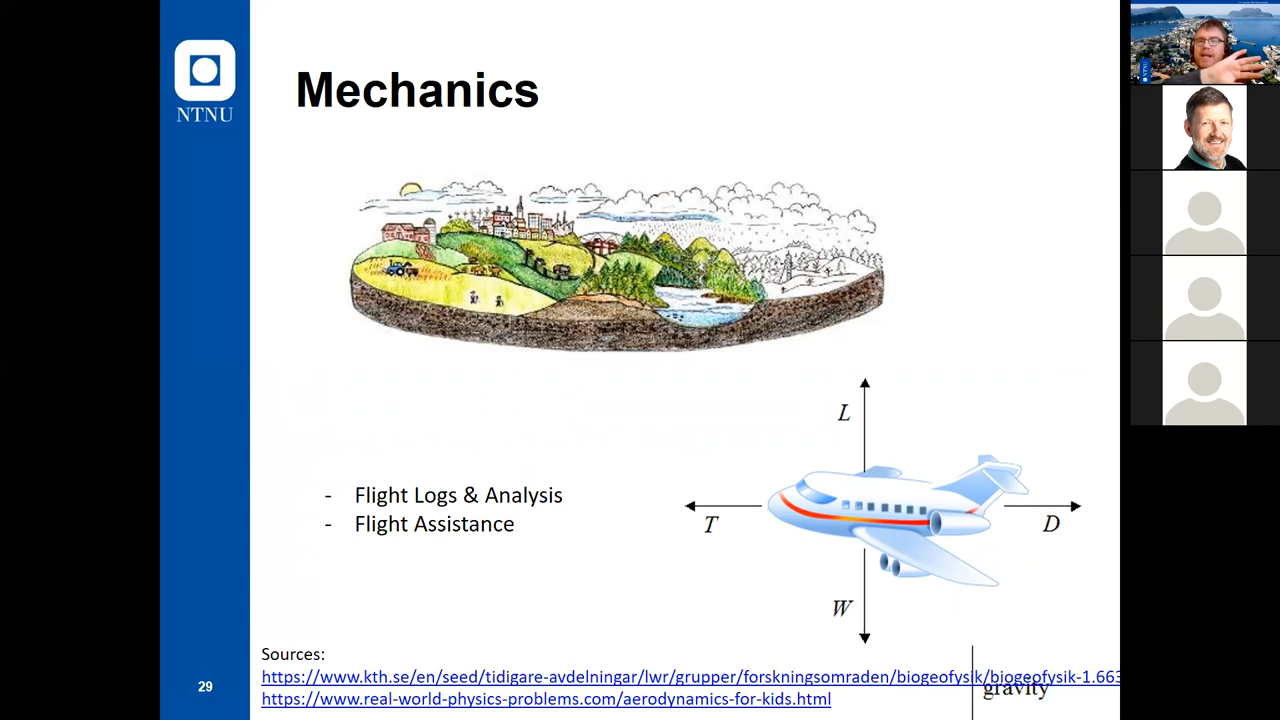 NTNU
Mechanics
L
- Flight Logs & Analysis
- Flight Assistance
T
D
W
Sources:
https://www.kth.se/en/seed/tidigare-avdelningar/lwr/grupper/forskningsomraden/biogeofysik/biogeofysik-1.663
gravity
https://www.real-world-physics-problems.com/aerodynamics-for-kids.html
29
NTNU